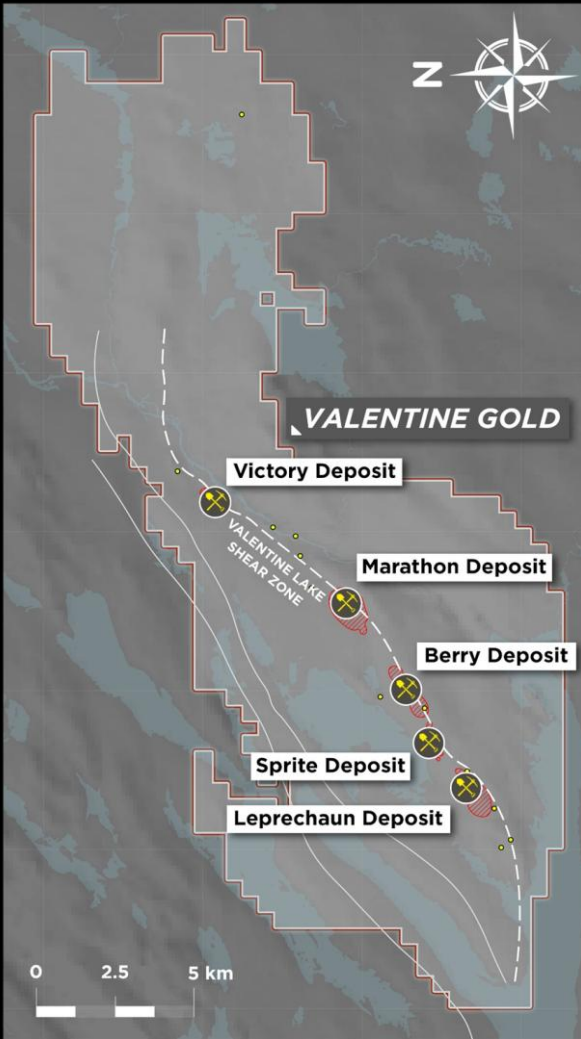 N
VALENTINE GOLD
Victory Deposit
VALENTINE LAKE
SHEAR ZONE
Marathon Deposit
Berry Deposit
Sprite Deposit
Leprechaun Deposit
0 2.5 5 km